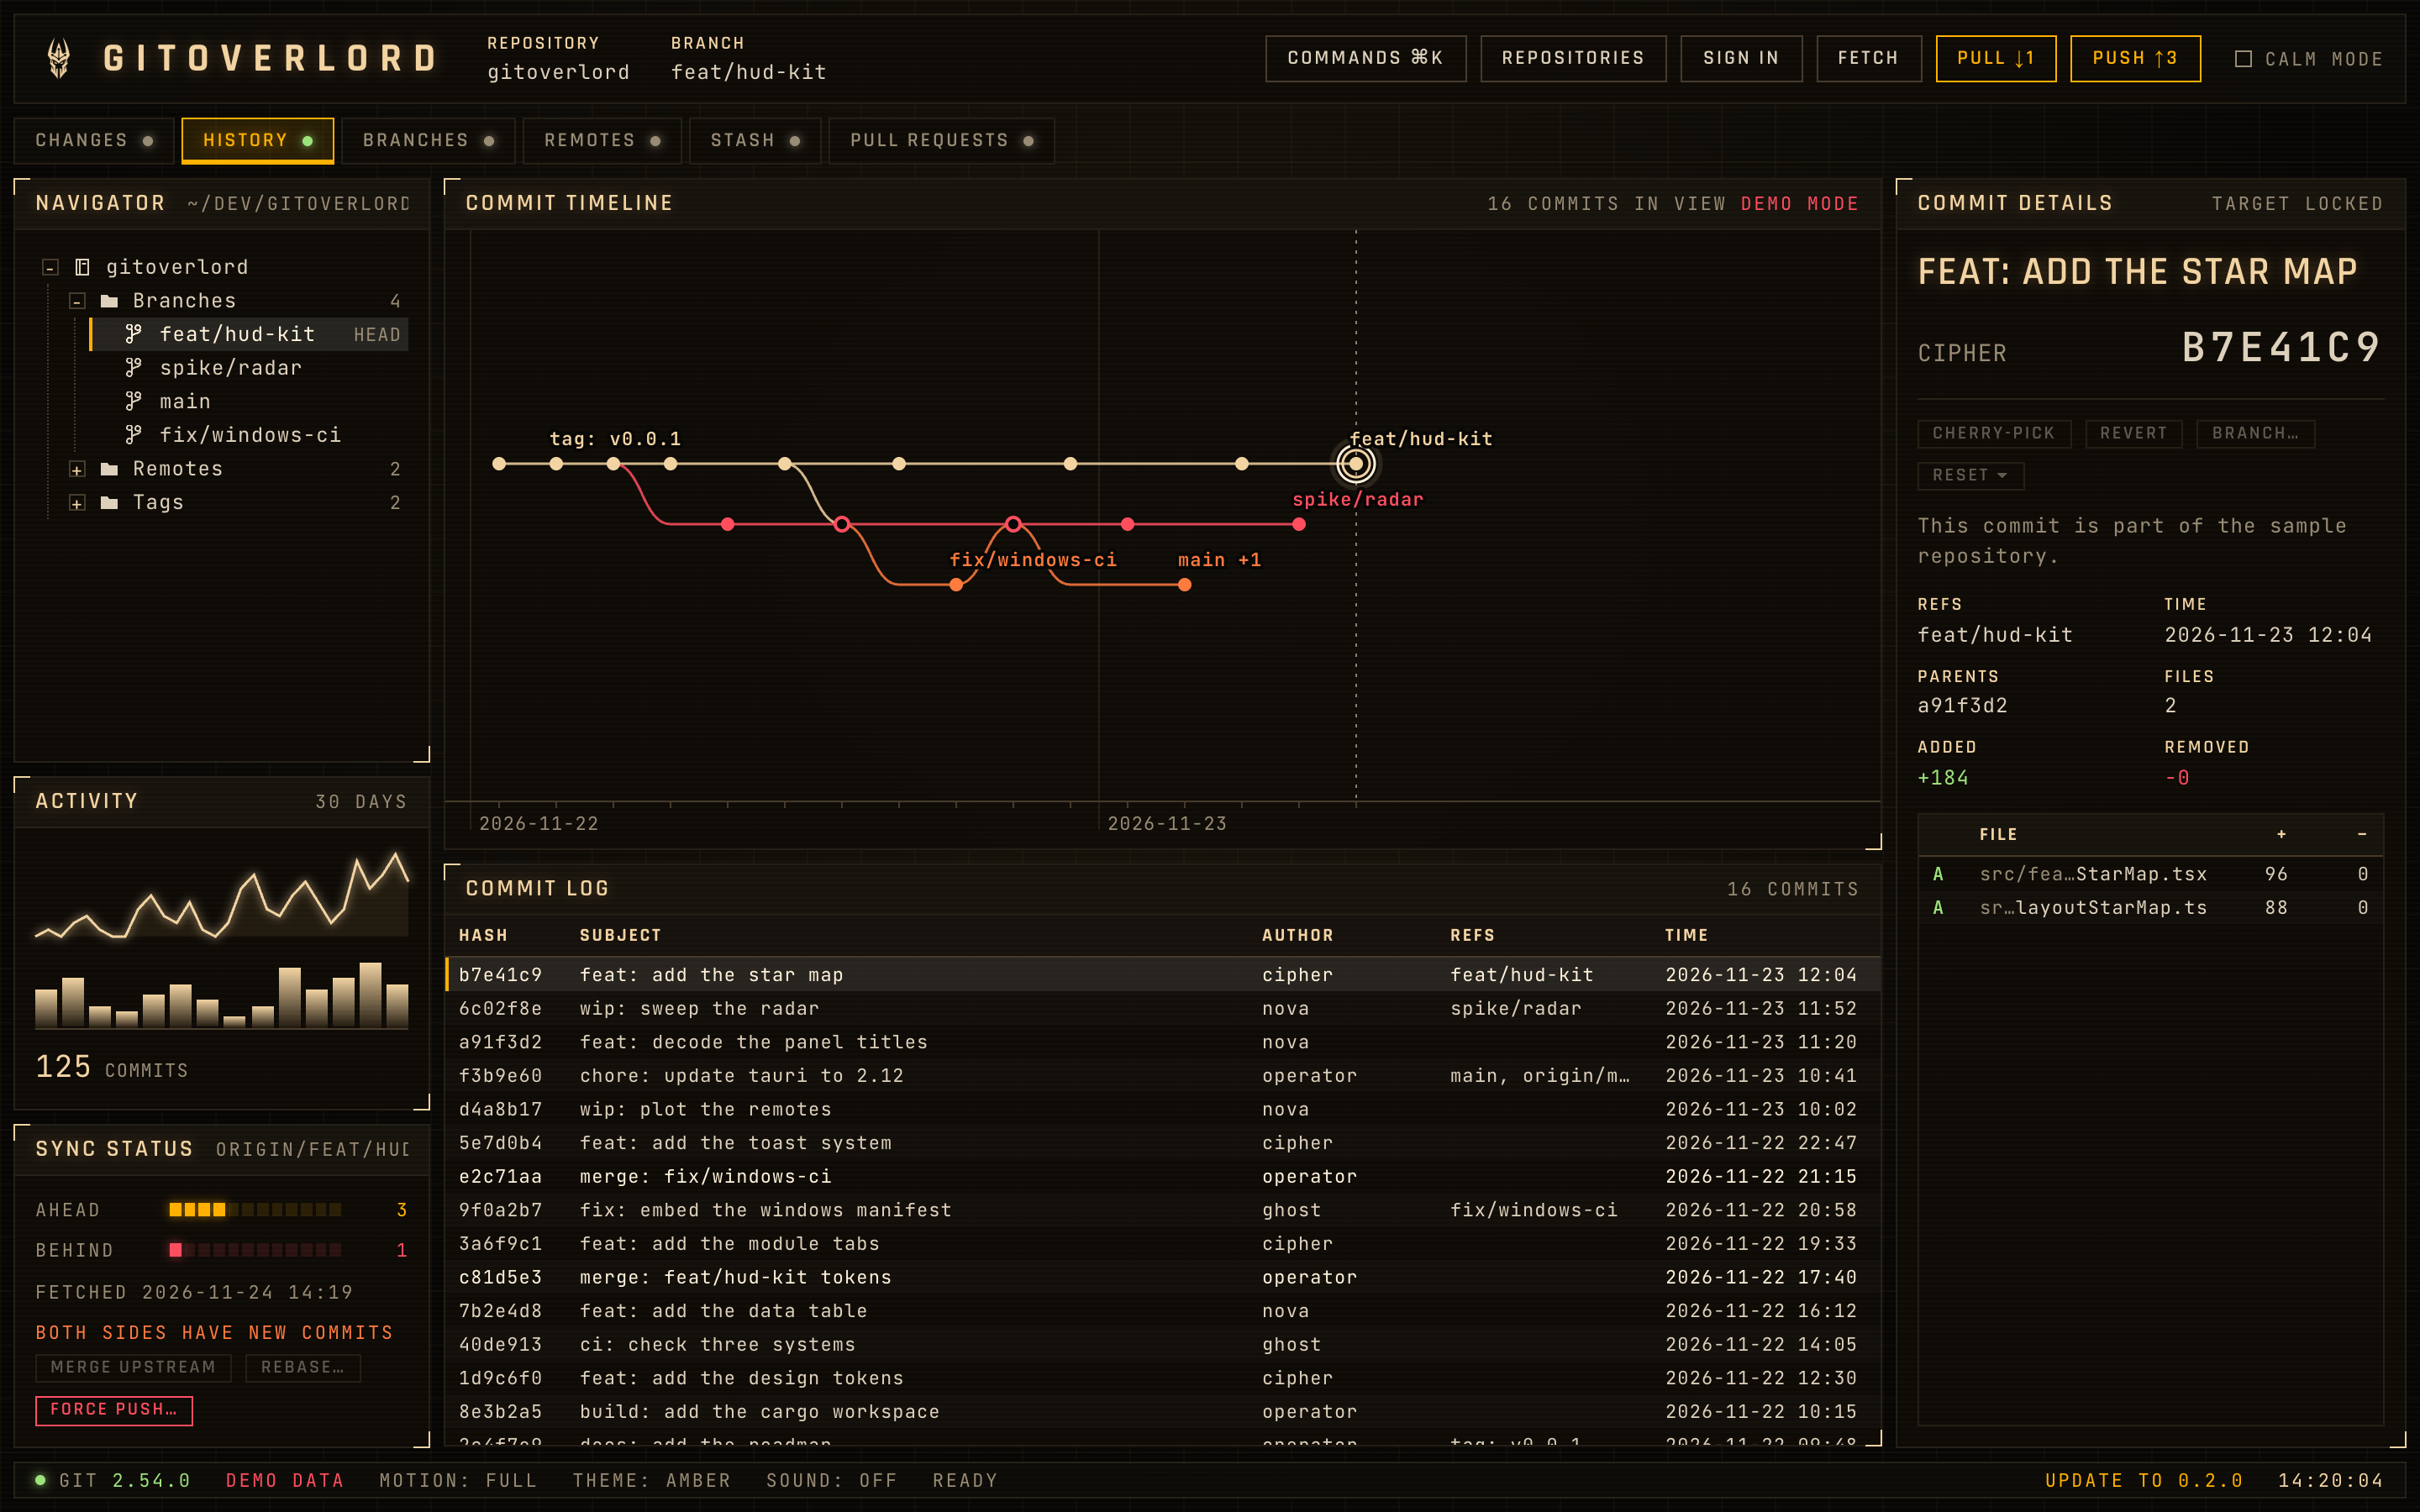 GITOVERLORD
REPOSITORY
gitoverlord
BRANCH
feat/hud-kit
COMMANDS ⌘K
REPOSITORIES
SIGN IN
FETCH
PULL ↓1
PUSH ↑3
CALM MODE
CHANGES
HISTORY
BRANCHES
REMOTES
STASH
PULL REQUESTS
NAVIGATOR ~/DEV/GITOVERLORD
gitoverlord
Branches 4
feat/hud-kit HEAD
spike/radar
main
fix/windows-ci
Remotes 2
Tags 2
ACTIVITY 30 DAYS
125 COMMITS
SYNC STATUS ORIGIN/FEAT/HUD
AHEAD 3
BEHIND 1
FETCHED 2026-11-24 14:19
BOTH SIDES HAVE NEW COMMITS
MERGE UPSTREAM
REBASE…
FORCE PUSH…
COMMIT TIMELINE 16 COMMITS IN VIEW DEMO MODE
tag: v0.0.1
feat/hud-kit
spike/radar
fix/windows-ci
main +1
2026-11-22
2026-11-23
COMMIT LOG 16 COMMITS
HASH SUBJECT AUTHOR REFS TIME
b7e41c9 feat: add the star map cipher feat/hud-kit 2026-11-23 12:04
6c02f8e wip: sweep the radar nova spike/radar 2026-11-23 11:52
a91f3d2 feat: decode the panel titles nova 2026-11-23 11:20
f3b9e60 chore: update tauri to 2.12 operator main, origin/m… 2026-11-23 10:41
d4a8b17 wip: plot the remotes nova 2026-11-23 10:02
5e7d0b4 feat: add the toast system cipher 2026-11-22 22:47
e2c71aa merge: fix/windows-ci operator 2026-11-22 21:15
9f0a2b7 fix: embed the windows manifest ghost fix/windows-ci 2026-11-22 20:58
3a6f9c1 feat: add the module tabs cipher 2026-11-22 19:33
c81d5e3 merge: feat/hud-kit tokens operator 2026-11-22 17:40
7b2e4d8 feat: add the data table nova 2026-11-22 16:12
40de913 ci: check three systems ghost 2026-11-22 14:05
1d9c6f0 feat: add the design tokens cipher 2026-11-22 12:30
8e3b2a5 build: add the cargo workspace operator 2026-11-22 10:15
docs: add the roadmap operator tag: v0.0.1 2026-11-22 09:48
COMMIT DETAILS TARGET LOCKED
FEAT: ADD THE STAR MAP
CIPHER B7E41C9
CHERRY-PICK
REVERT
BRANCH…
RESET
This commit is part of the sample
repository.
REFS TIME
feat/hud-kit 2026-11-23 12:04
PARENTS FILES
a91f3d2 2
ADDED REMOVED
+184 -0
FILE + −
A src/fea…StarMap.tsx 96 0
A sr…layoutStarMap.ts 88 0
GIT 2.54.0 DEMO DATA MOTION: FULL THEME: AMBER SOUND: OFF READY UPDATE TO 0.2.0 14:20:04